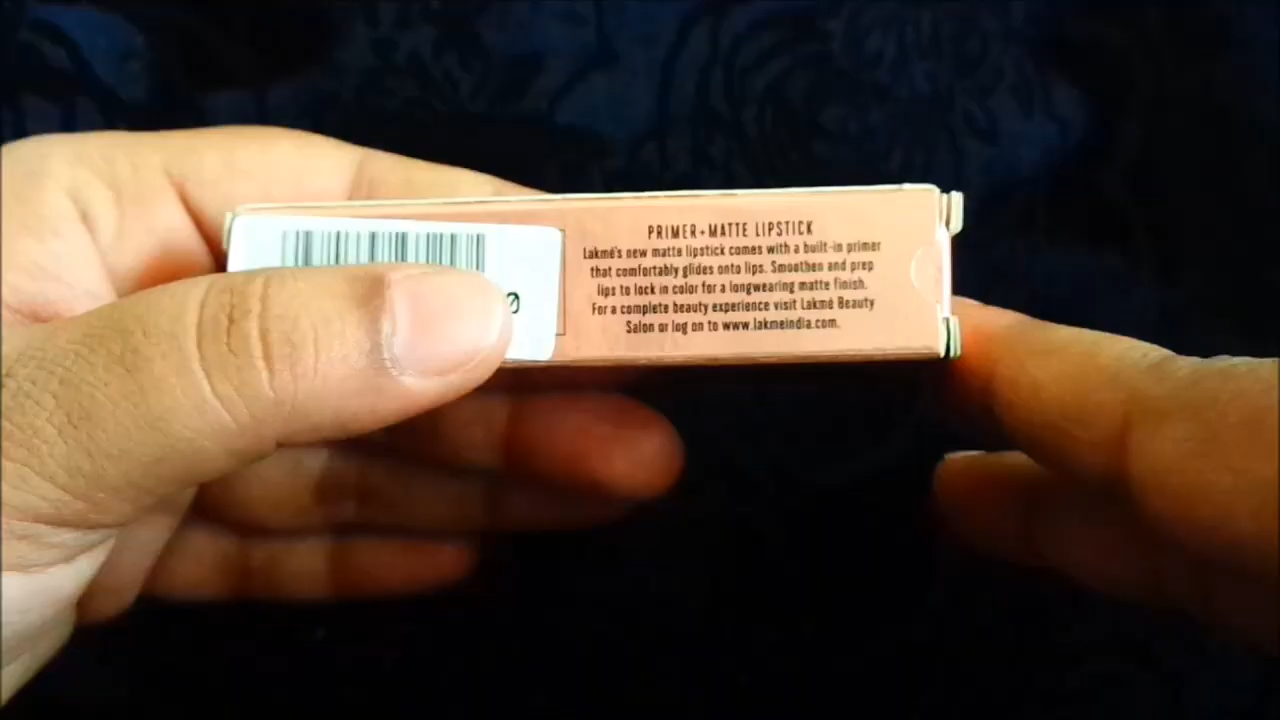 PRIMER+MATTE LIPSTICK
Lakmé's new matte lipstick comes with a built-in primer
that comfortably glides onto lips. Smoothen and prep
lips to lock in color for a longwearing matte finish.
For a complete beauty experience visit Lakmé Beauty
Salon or log on to www.lakmeindia.com.
0